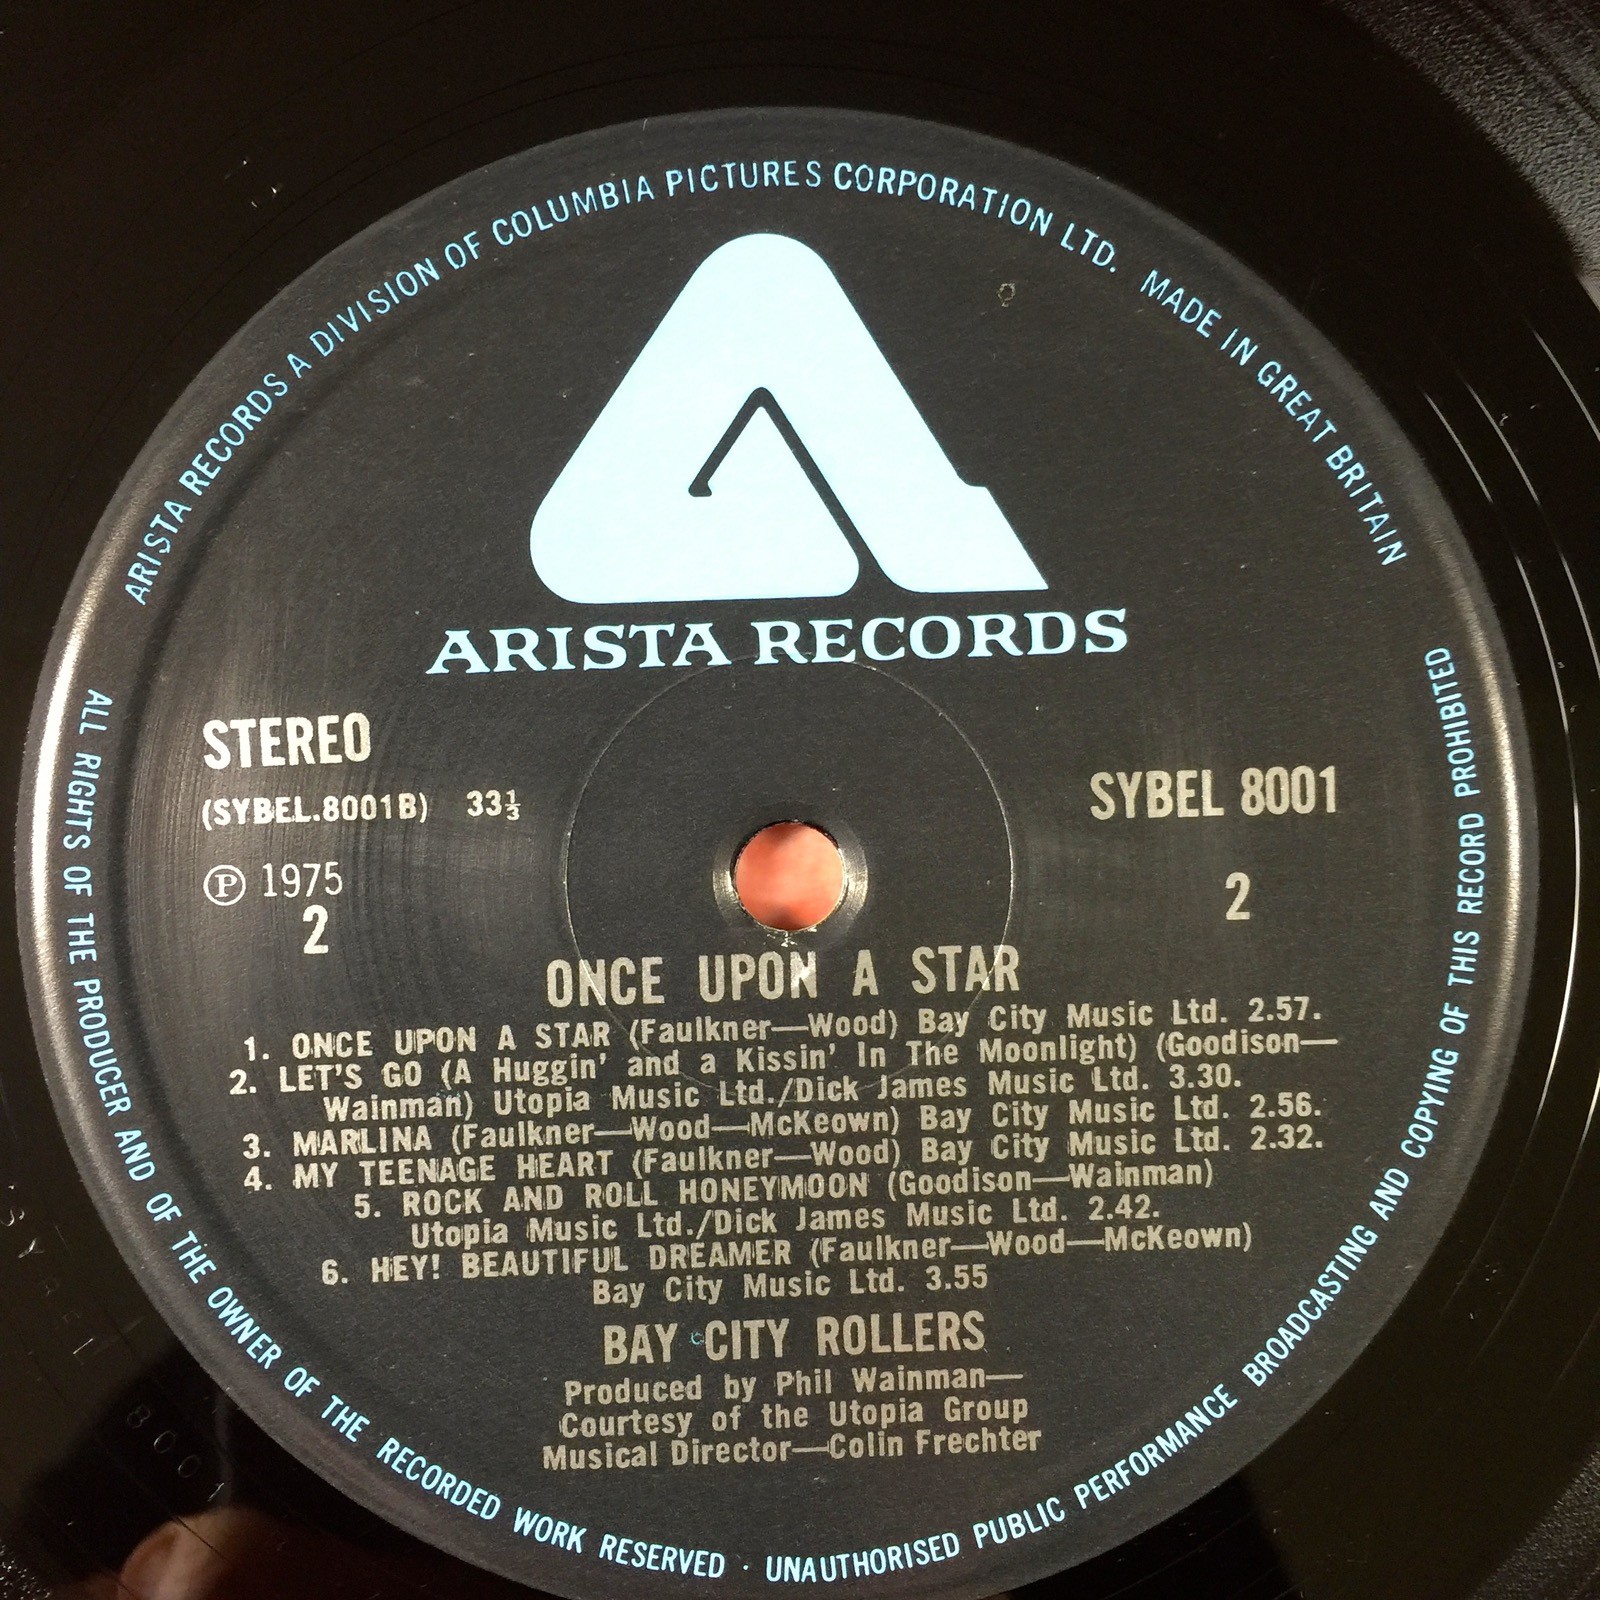 ARISTA RECORDS A DIVISION OF COLUMBIA PICTURES CORPORATION LTD. MADE IN GREAT BRITAIN
ARISTA RECORDS
STEREO
(SYBEL.8001B) 33⅓
SYBEL 8001
Ⓟ 1975
2
2
ONCE UPON A STAR
1. ONCE UPON A STAR (Faulkner—Wood) Bay City Music Ltd. 2.57.
2. LET'S GO (A Huggin' and a Kissin' In The Moonlight) (Goodison—
Wainman) Utopia Music Ltd./Dick James Music Ltd. 3.30.
3. MARLINA (Faulkner—Wood—McKeown) Bay City Music Ltd. 2.56.
4. MY TEENAGE HEART (Faulkner—Wood) Bay City Music Ltd. 2.32.
5. ROCK AND ROLL HONEYMOON (Goodison—Wainman)
Utopia Music Ltd./Dick James Music Ltd. 2.42.
6. HEY! BEAUTIFUL DREAMER (Faulkner—Wood—McKeown)
Bay City Music Ltd. 3.55
BAY CITY ROLLERS
Produced by Phil Wainman—
Courtesy of the Utopia Group
Musical Director—Colin Frechter
ALL RIGHTS OF THE PRODUCER AND OF THE OWNER OF THE RECORDED WORK RESERVED · UNAUTHORISED PUBLIC PERFORMANCE BROADCASTING AND COPYING OF THIS RECORD PROHIBITED